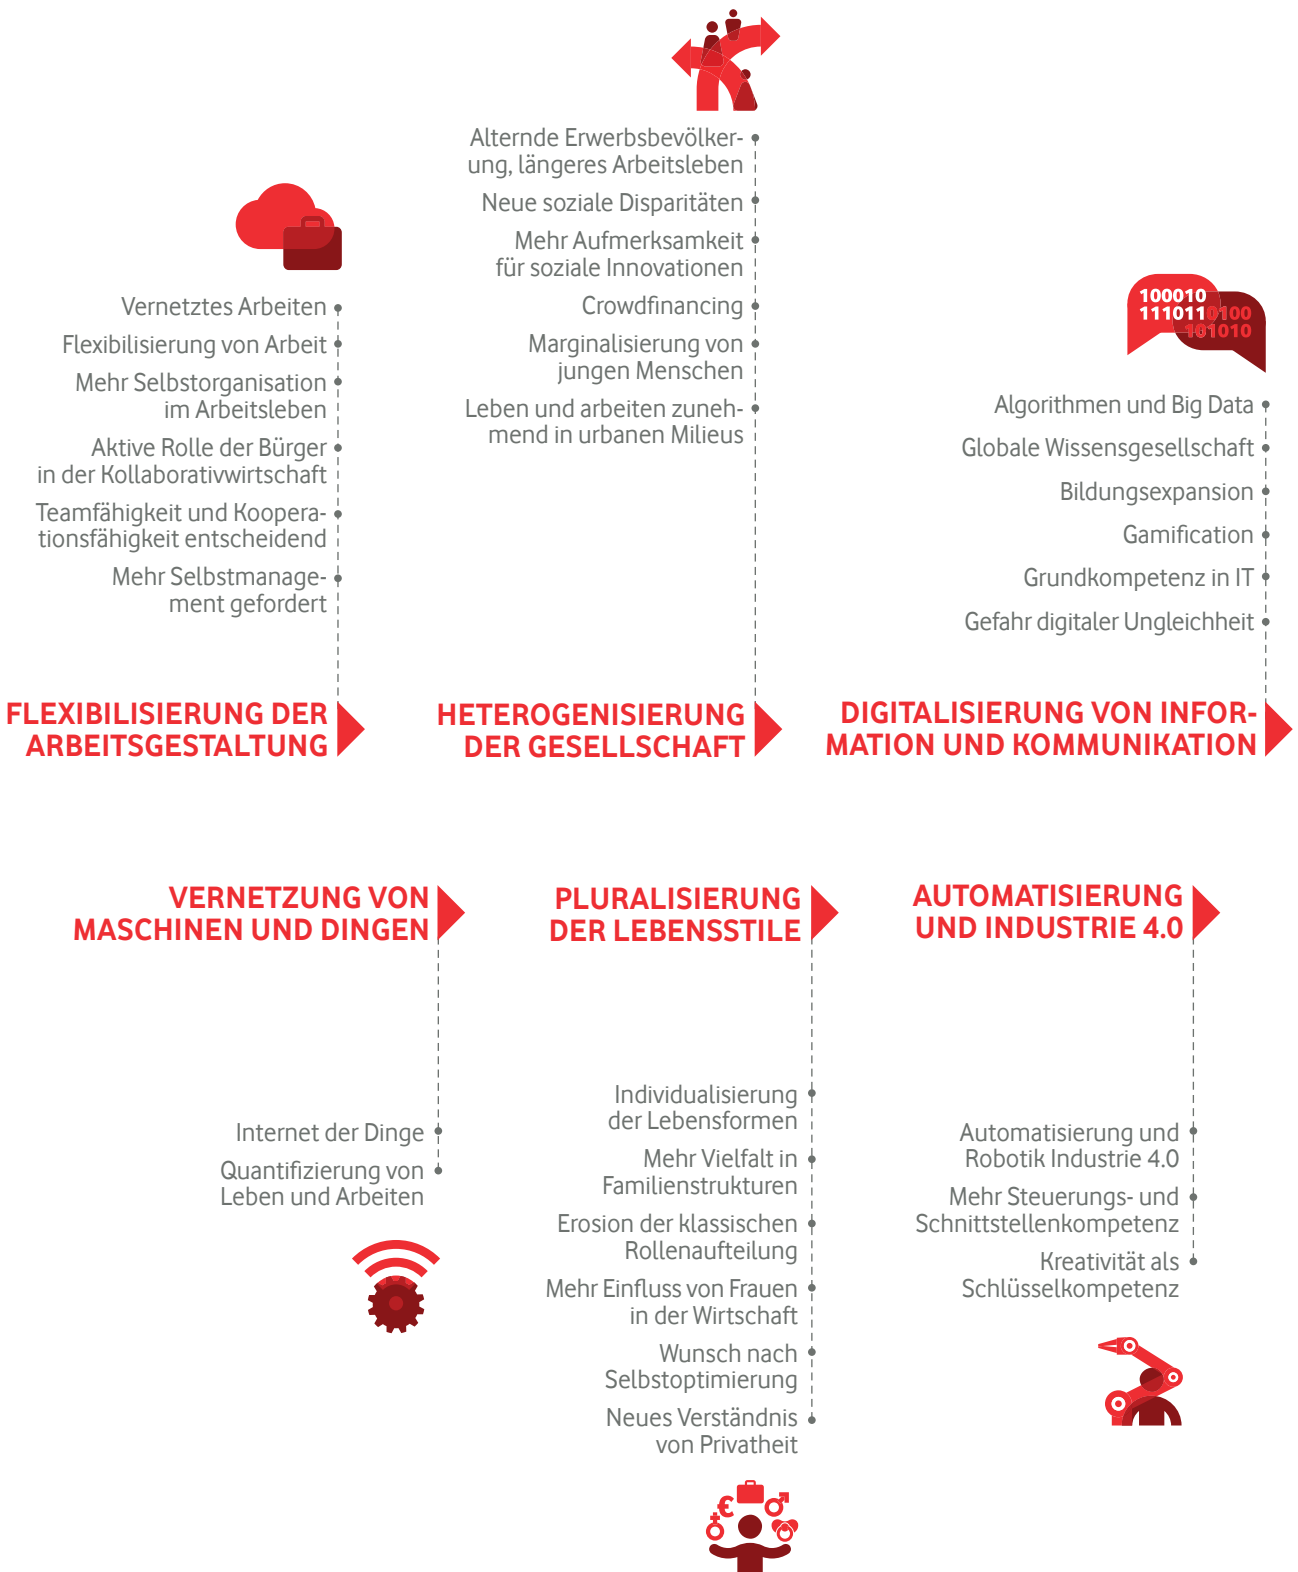 Vernetztes Arbeiten
Flexibilisierung von Arbeit
Mehr Selbstorganisation
im Arbeitsleben
Aktive Rolle der Bürger
in der Kollaborativwirtschaft
Teamfähigkeit und Koopera-
tionsfähigkeit entscheidend
Mehr Selbstmanage-
ment gefordert
FLEXIBILISIERUNG DER
ARBEITSGESTALTUNG
Alternde Erwerbsbevölker-
ung, längeres Arbeitsleben
Neue soziale Disparitäten
Mehr Aufmerksamkeit
für soziale Innovationen
Crowdfinancing
Marginalisierung von
jungen Menschen
Leben und arbeiten zuneh-
mend in urbanen Milieus
HETEROGENISIERUNG
DER GESELLSCHAFT
100010
1110110100
101010
Algorithmen und Big Data
Globale Wissensgesellschaft
Bildungsexpansion
Gamification
Grundkompetenz in IT
Gefahr digitaler Ungleichheit
DIGITALISIERUNG VON INFOR-
MATION UND KOMMUNIKATION
VERNETZUNG VON
MASCHINEN UND DINGEN
Internet der Dinge
Quantifizierung von
Leben und Arbeiten
PLURALISIERUNG
DER LEBENSSTILE
Individualisierung
der Lebensformen
Mehr Vielfalt in
Familienstrukturen
Erosion der klassischen
Rollenaufteilung
Mehr Einfluss von Frauen
in der Wirtschaft
Wunsch nach
Selbstoptimierung
Neues Verständnis
von Privatheit
€
AUTOMATISIERUNG
UND INDUSTRIE 4.0
Automatisierung und
Robotik Industrie 4.0
Mehr Steuerungs- und
Schnittstellenkompetenz
Kreativität als
Schlüsselkompetenz